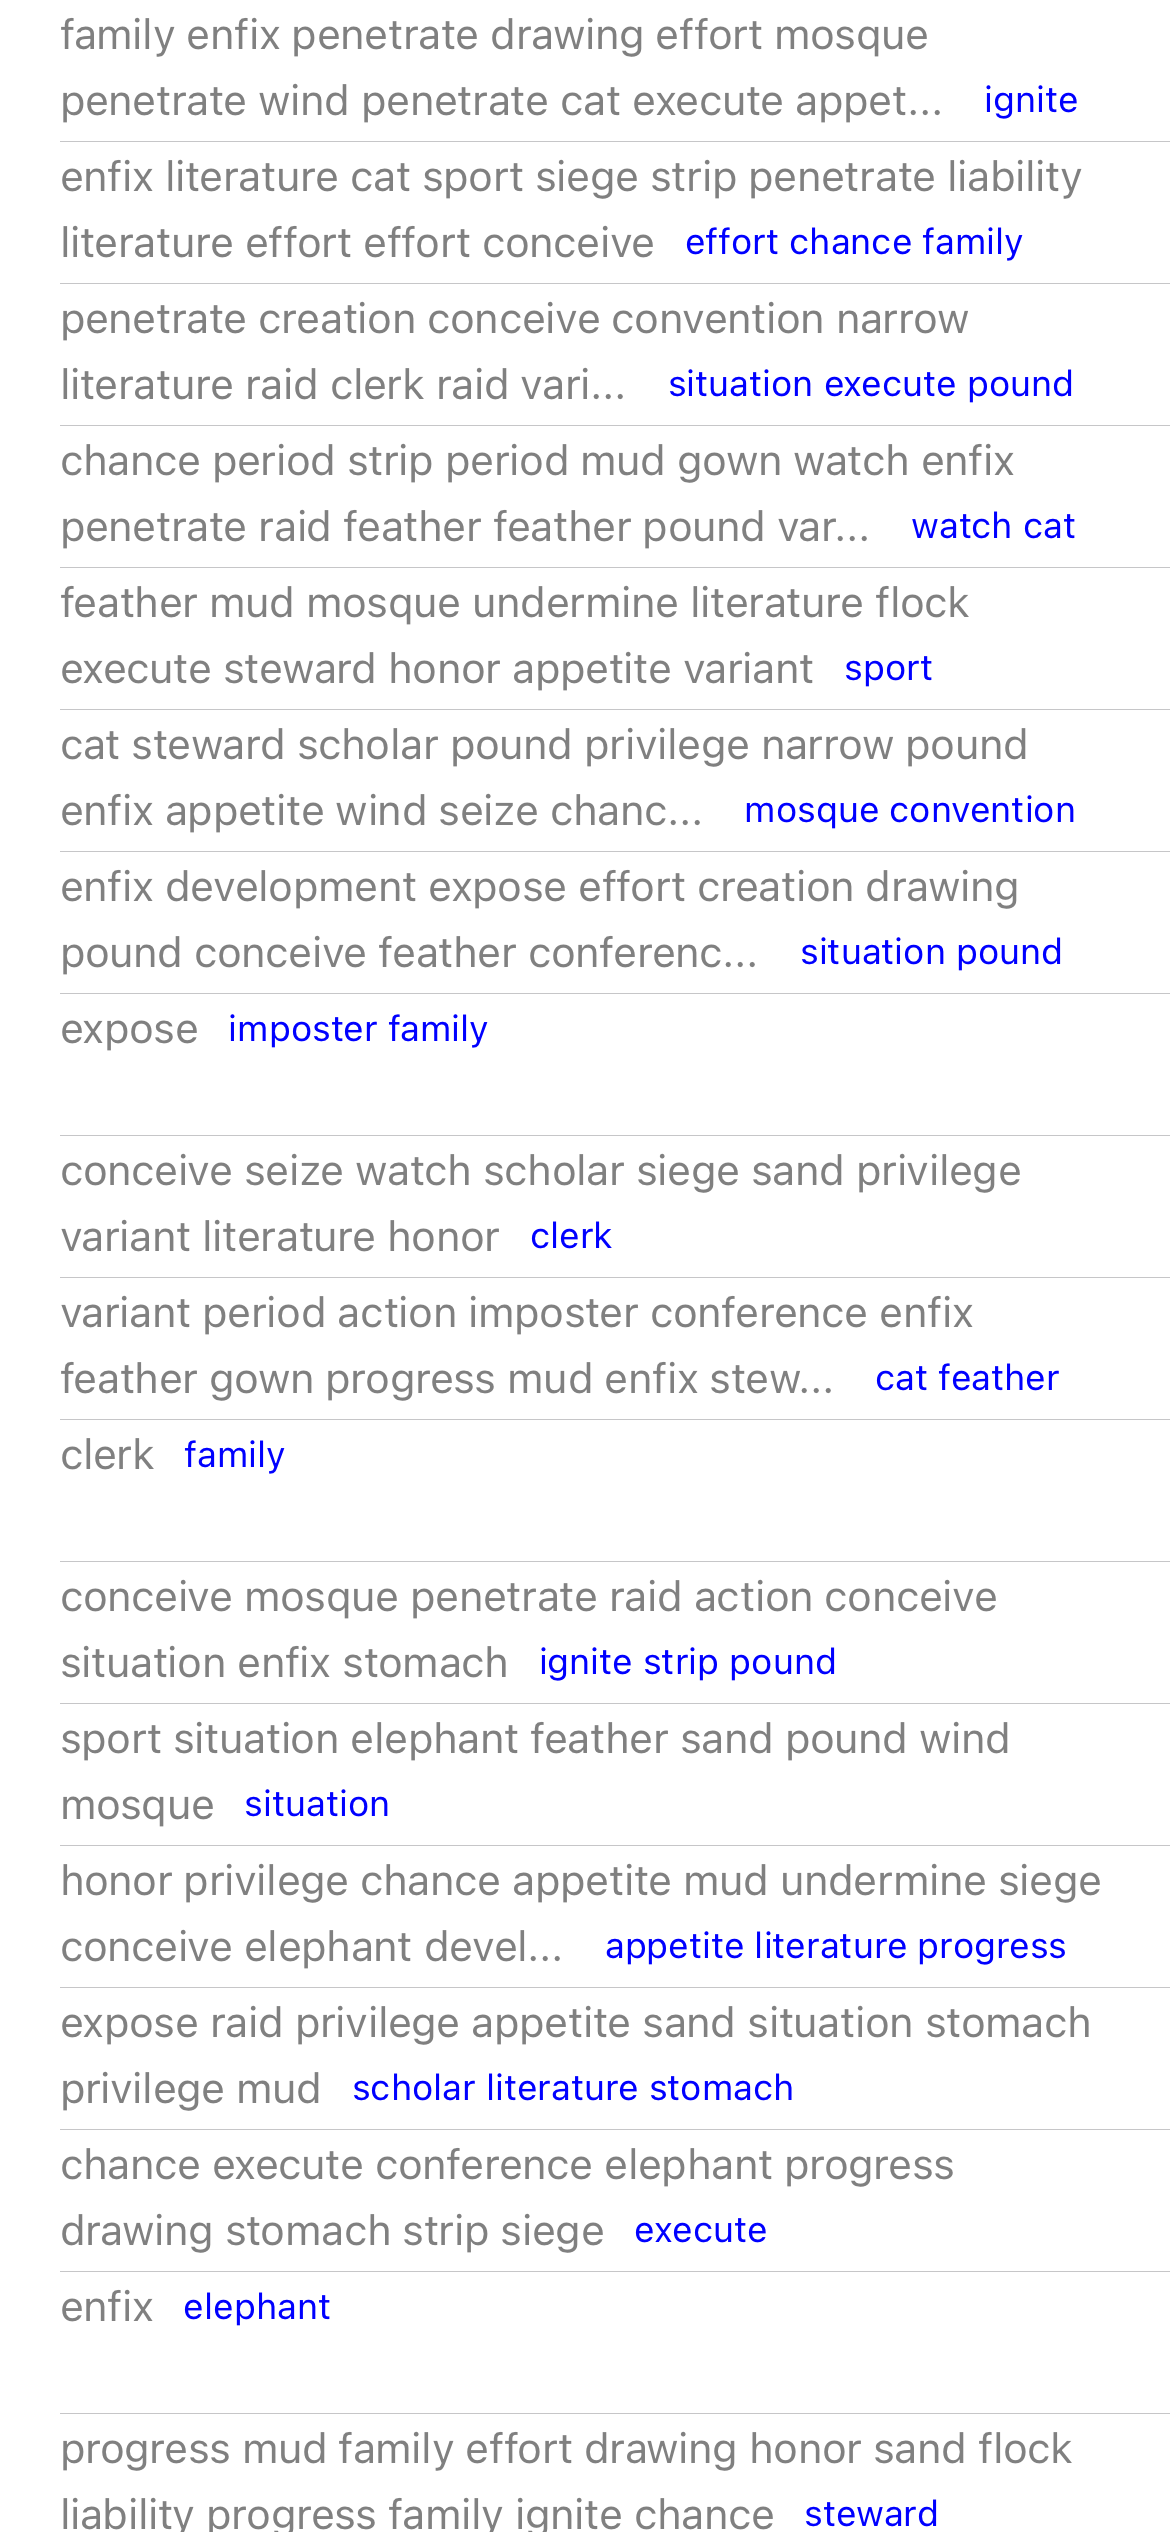 family enfix penetrate drawing effort mosque
penetrate wind penetrate cat execute appet... ignite
enfix literature cat sport siege strip penetrate liability
literature effort effort conceive effort chance family
penetrate creation conceive convention narrow
literature raid clerk raid vari... situation execute pound
chance period strip period mud gown watch enfix
penetrate raid feather feather pound var... watch cat
feather mud mosque undermine literature flock
execute steward honor appetite variant sport
cat steward scholar pound privilege narrow pound
enfix appetite wind seize chanc... mosque convention
enfix development expose effort creation drawing
pound conceive feather conferenc... situation pound
expose imposter family
conceive seize watch scholar siege sand privilege
variant literature honor clerk
variant period action imposter conference enfix
feather gown progress mud enfix stew... cat feather
clerk family
conceive mosque penetrate raid action conceive
situation enfix stomach ignite strip pound
sport situation elephant feather sand pound wind
mosque situation
honor privilege chance appetite mud undermine siege
conceive elephant devel... appetite literature progress
expose raid privilege appetite sand situation stomach
privilege mud scholar literature stomach
chance execute conference elephant progress
drawing stomach strip siege execute
enfix elephant
progress mud family effort drawing honor sand flock
liability progress family ignite chance steward